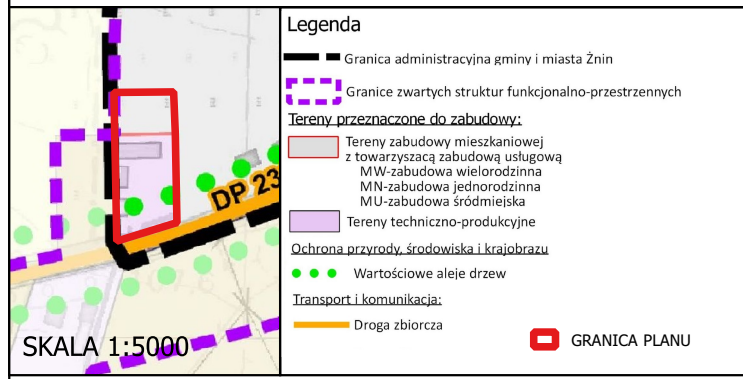 DP 23
SKALA 1:5000
Legenda
Granica administracyjna gminy i miasta Żnin
Granice zwartych struktur funkcjonalno-przestrzennych
Tereny przeznaczone do zabudowy:
Tereny zabudowy mieszkaniowej
z towarzyszacą zabudową usługową
MW-zabudowa wielorodzinna
MN-zabudowa jednorodzinna
MU-zabudowa śródmiejska
Tereny techniczno-produkcyjne
Ochrona przyrody, środowiska i krajobrazu
Wartościowe aleje drzew
Transport i komunikacja:
Droga zbiorcza
GRANICA PLANU